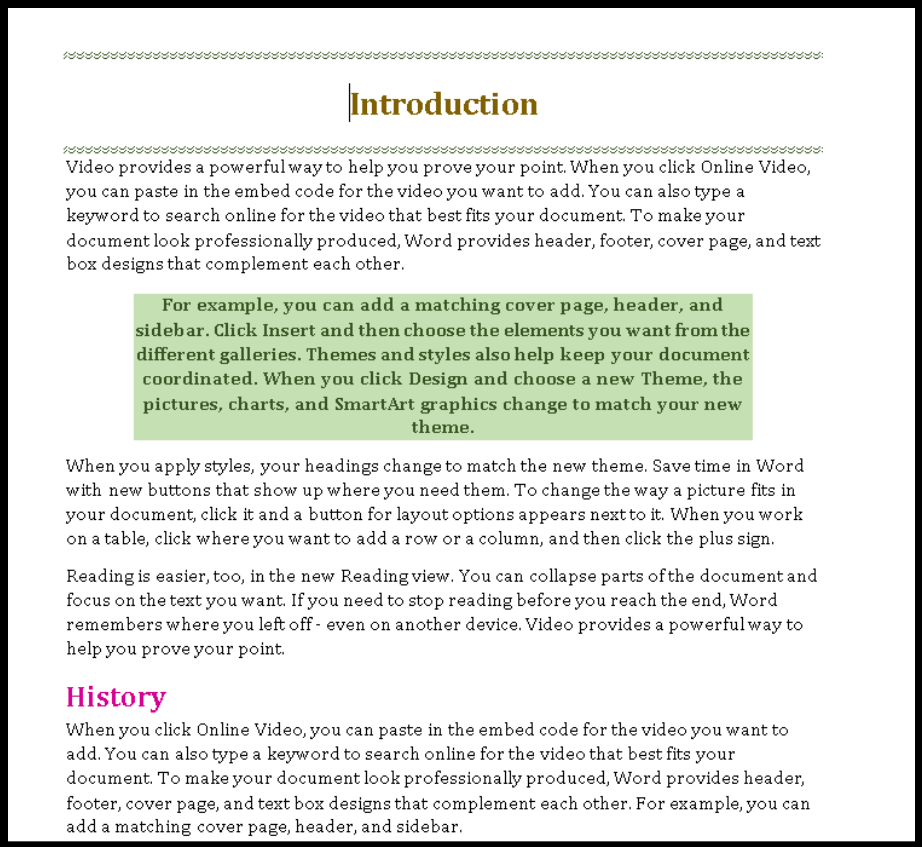 Introduction
Video provides a powerful way to help you prove your point. When you click Online Video,
you can paste in the embed code for the video you want to add. You can also type a
keyword to search online for the video that best fits your document. To make your
document look professionally produced, Word provides header, footer, cover page, and text
box designs that complement each other.
For example, you can add a matching cover page, header, and
sidebar. Click Insert and then choose the elements you want from the
different galleries. Themes and styles also help keep your document
coordinated. When you click Design and choose a new Theme, the
pictures, charts, and SmartArt graphics change to match your new
theme.
When you apply styles, your headings change to match the new theme. Save time in Word
with new buttons that show up where you need them. To change the way a picture fits in
your document, click it and a button for layout options appears next to it. When you work
on a table, click where you want to add a row or a column, and then click the plus sign.
Reading is easier, too, in the new Reading view. You can collapse parts of the document and
focus on the text you want. If you need to stop reading before you reach the end, Word
remembers where you left off - even on another device. Video provides a powerful way to
help you prove your point.
History
When you click Online Video, you can paste in the embed code for the video you want to
add. You can also type a keyword to search online for the video that best fits your
document. To make your document look professionally produced, Word provides header,
footer, cover page, and text box designs that complement each other. For example, you can
add a matching cover page, header, and sidebar.